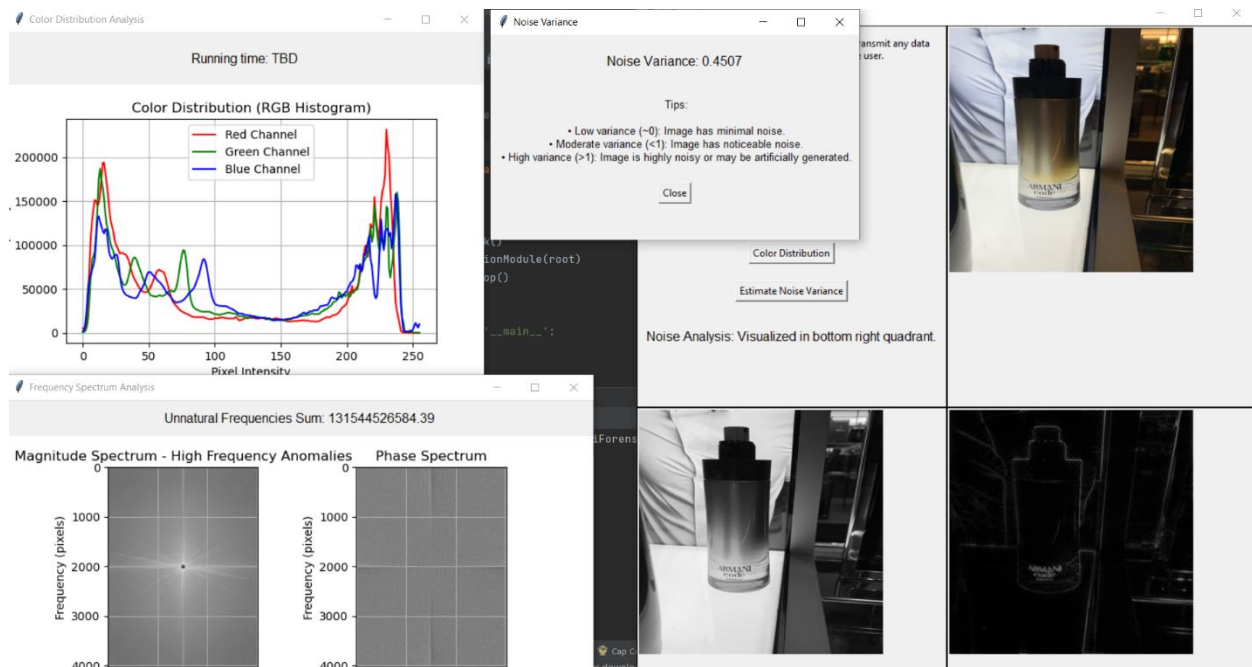 Color Distribution Analysis
Running time: TBD
Color Distribution (RGB Histogram)
Red Channel
Green Channel
Blue Channel
200000
150000
100000
50000
0
0 50 100 150 200 250
Pixel Intensity
Noise Variance
Noise Variance: 0.4507
Tips:
• Low variance (~0): Image has minimal noise.
• Moderate variance (<1): Image has noticeable noise.
• High variance (>1): Image is highly noisy or may be artificially generated.
Close
ansmit any data
user.
k()
ionModule(root)
op()
'__main__':
Color Distribution
Estimate Noise Variance
Noise Analysis: Visualized in bottom right quadrant.
ARMANI
code
Frequency Spectrum Analysis
Unnatural Frequencies Sum: 131544526584.39
Magnitude Spectrum - High Frequency Anomalies
Frequency (pixels)
0
1000
2000
3000
4000
Phase Spectrum
Frequency (pixels)
0
1000
2000
3000
4000
iForens
Cap C
ARMANI
code
ARMANI
code